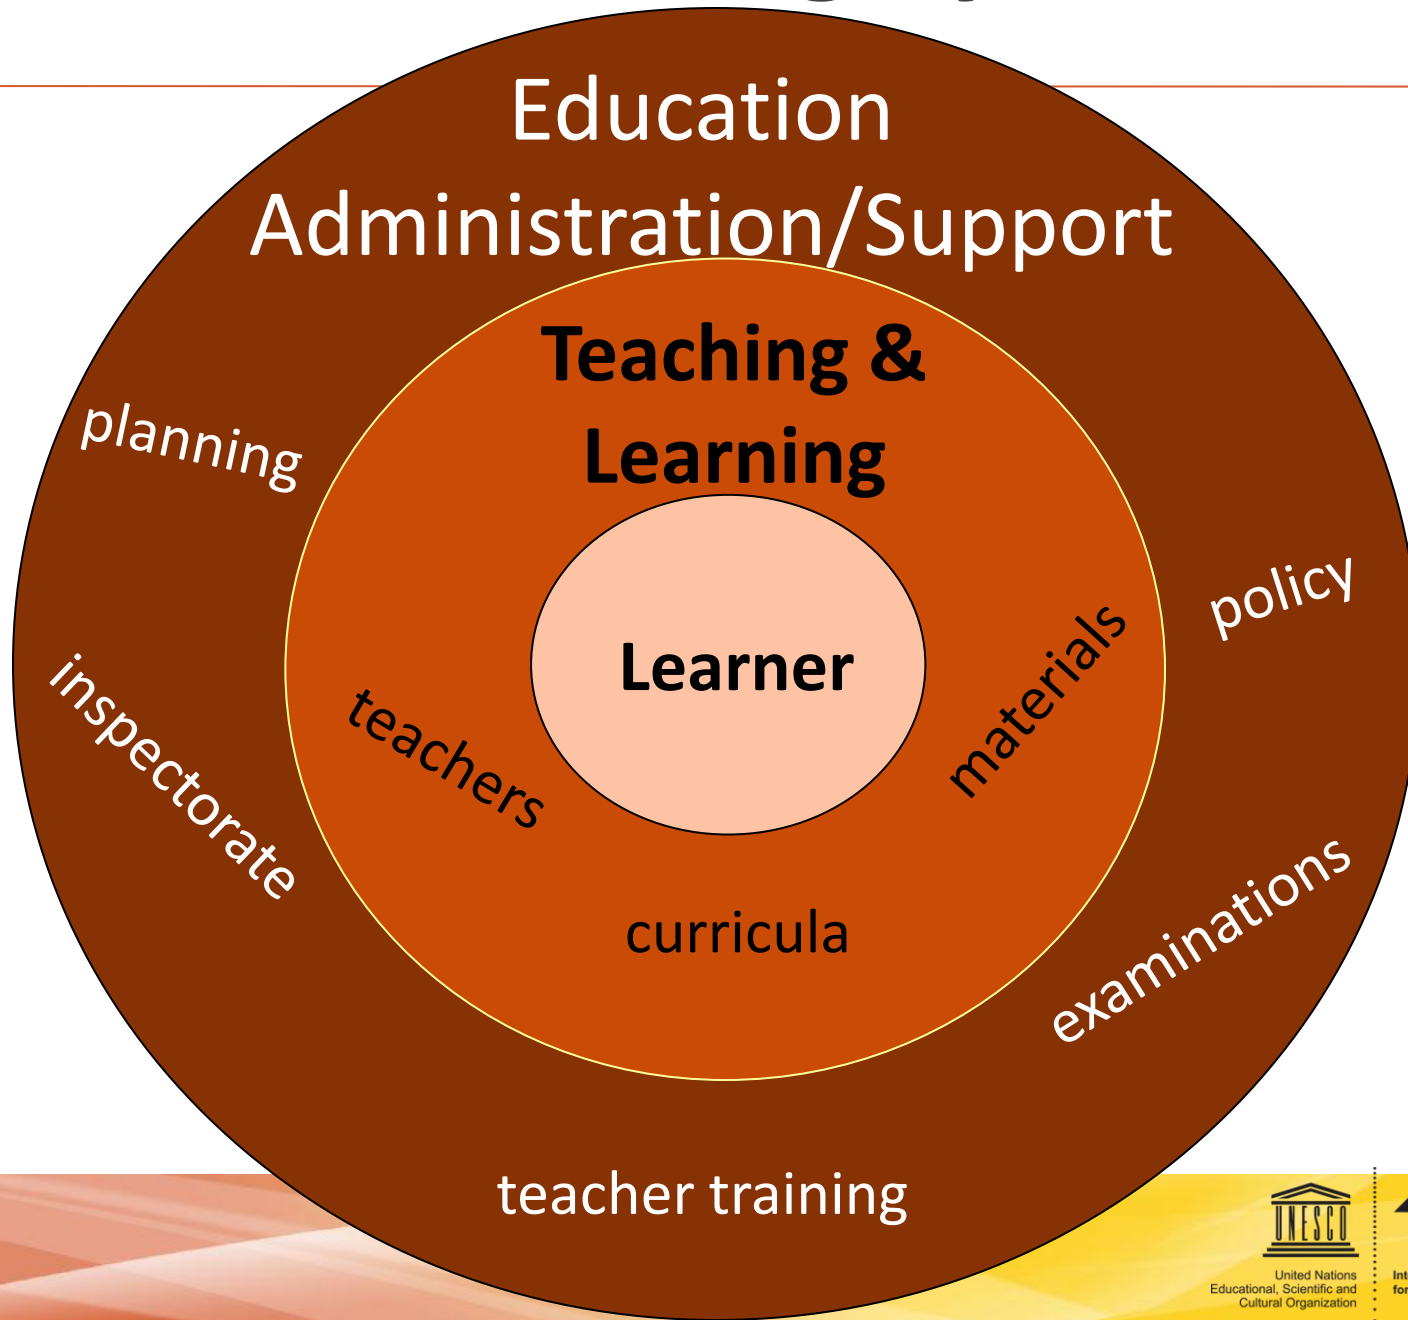 Education
Administration/Support
Teaching &
Learning
planning
policy
Learner
materials
teachers
inspectorate
curricula
examinations
teacher training
UNESCO
United Nations
Educational, Scientific and
Cultural Organization
for